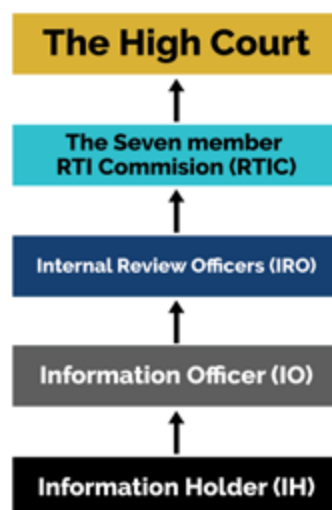 The High Court
The Seven member
RTI Commision (RTIC)
Internal Review Officers (IRO)
Information Officer (IO)
Information Holder (IH)